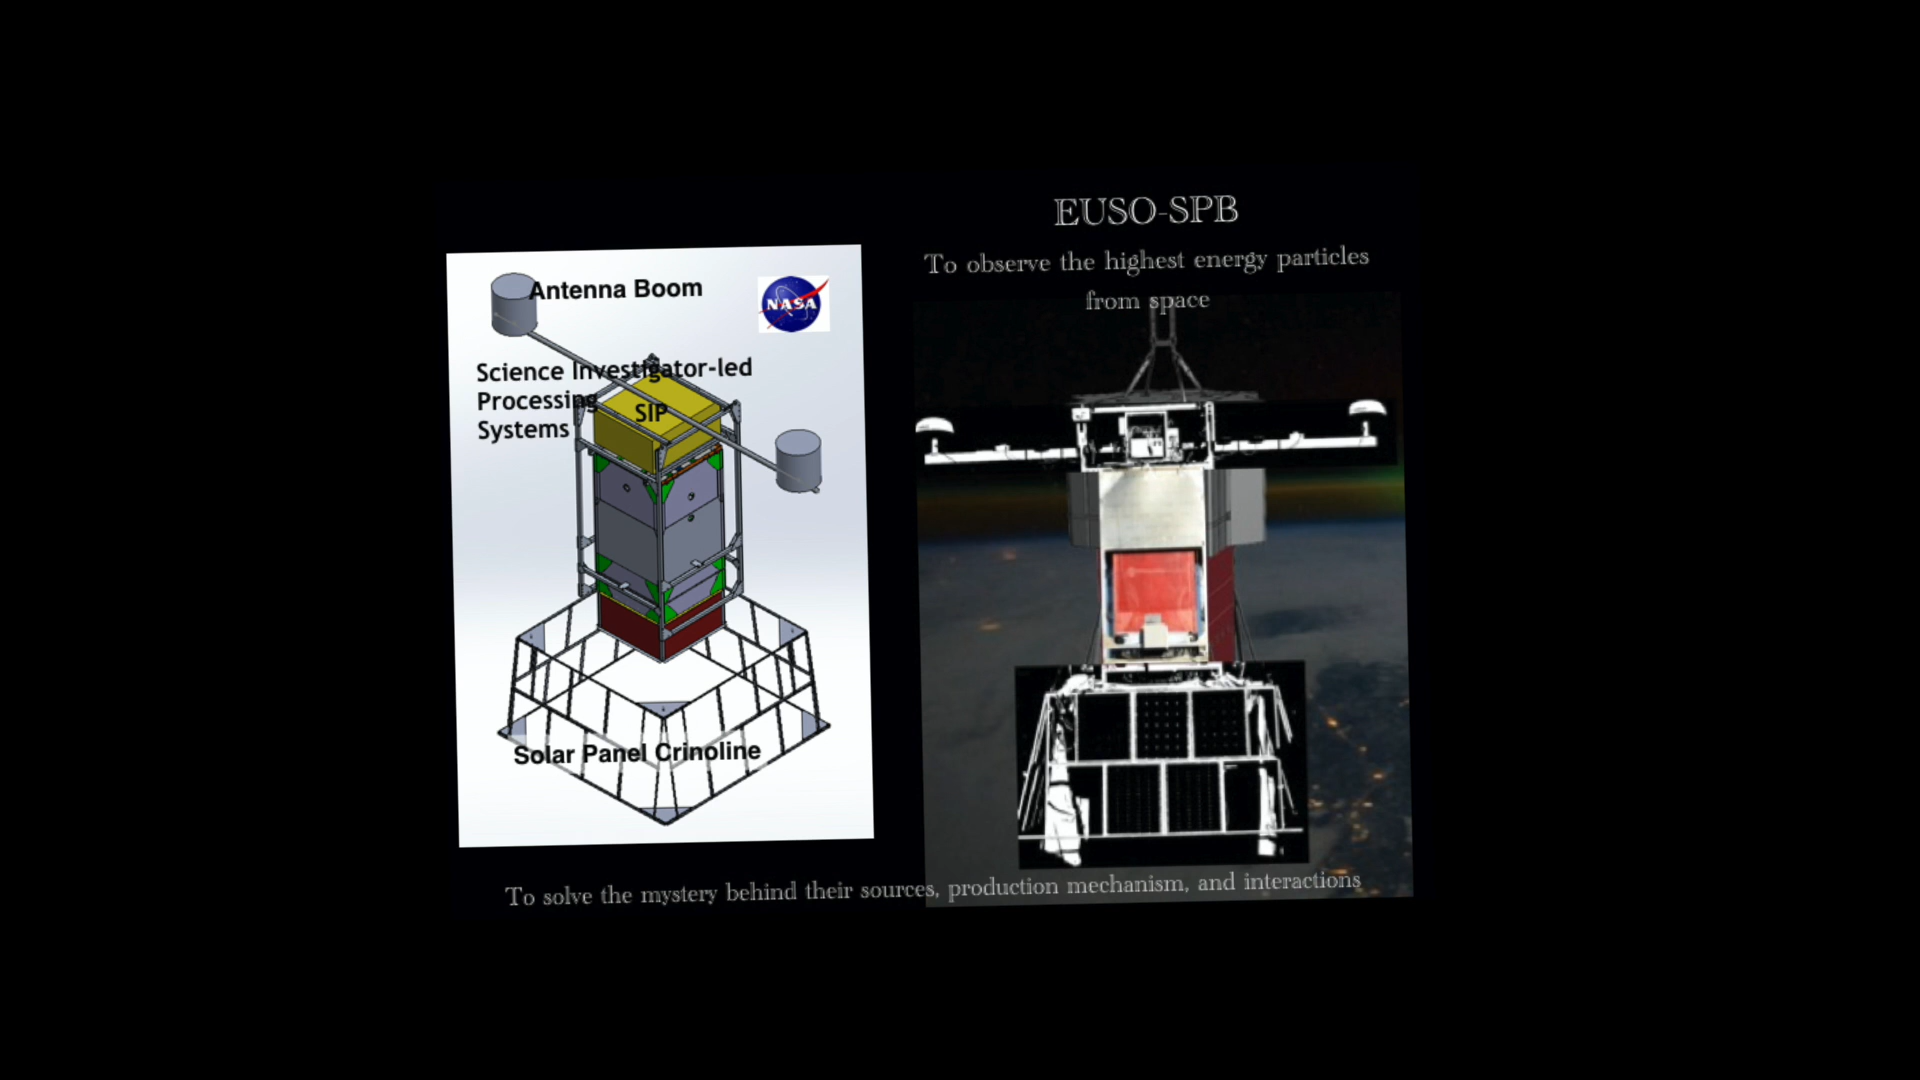 EUSO-SPB
To observe the highest energy particles
from space
Antenna Boom
NASA
Science Investigator-led
Processing
Systems
SIP
Solar Panel Crinoline
To solve the mystery behind their sources, production mechanism, and interactions